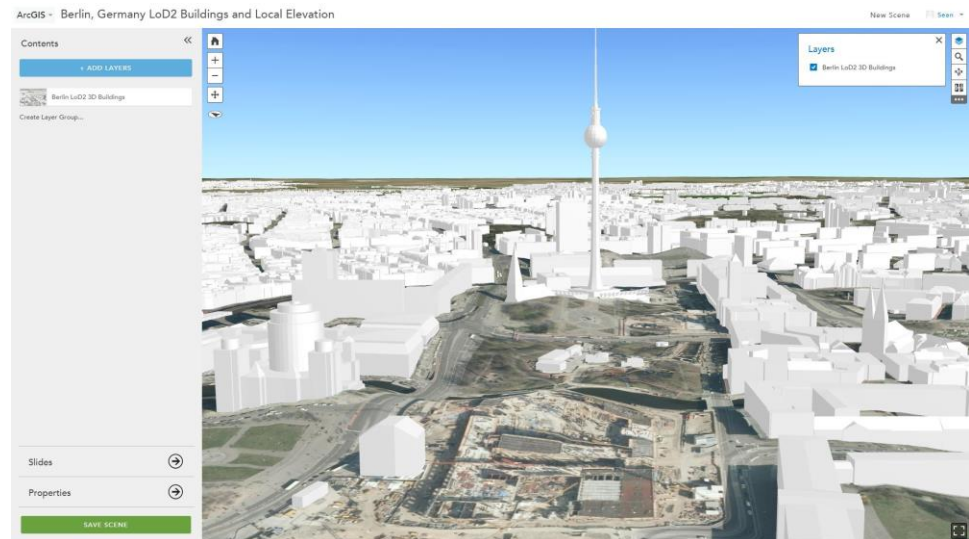 ArcGIS - Berlin, Germany LoD2 Buildings and Local Elevation
New Scene Sean
Contents
+ ADD LAYERS
Berlin LoD2 3D Buildings
Create Layer Group...
Layers
Berlin LoD2 3D Buildings
Slides
Properties
SAVE SCENE